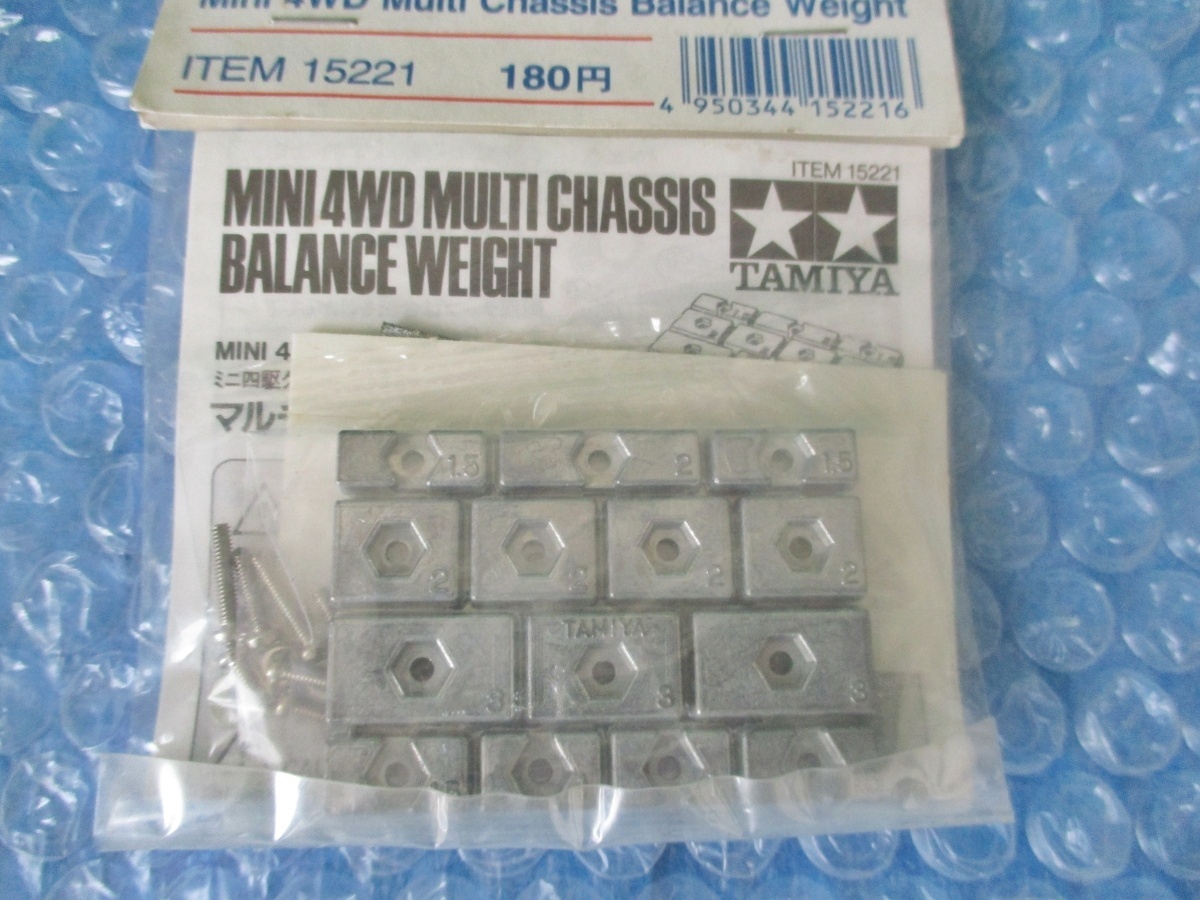 Mini 4WD Multi Chassis Balance Weight
ITEM 15221 180円
4 950344 152216
ITEM 15221
MINI 4WD MULTI CHASSIS
BALANCE WEIGHT
TAMIYA
MINI 4
ミニ四駆
マル
1.5 2 1.5
2 2 2 2
TAMIYA
3 3 3